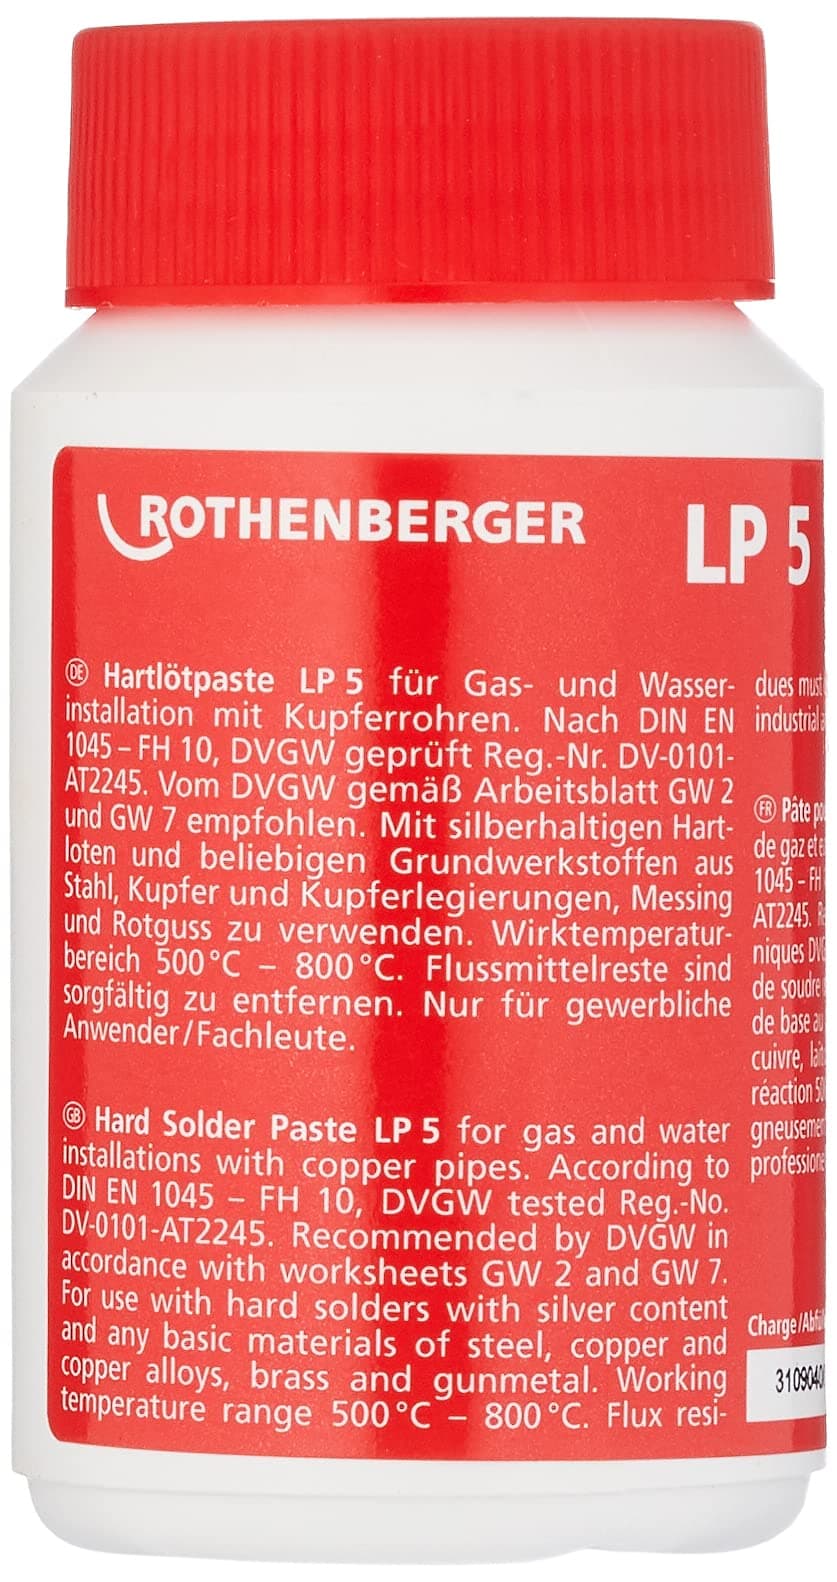 ROTHENBERGER
LP 5
DE Hartlötpaste LP 5 für Gas- und Wasser-
installation mit Kupferrohren. Nach DIN EN
1045 – FH 10, DVGW geprüft Reg.-Nr. DV-0101-
AT2245. Vom DVGW gemäß Arbeitsblatt GW 2
und GW 7 empfohlen. Mit silberhaltigen Hart-
loten und beliebigen Grundwerkstoffen aus
Stahl, Kupfer und Kupferlegierungen, Messing
und Rotguss zu verwenden. Wirktemperatur-
bereich 500 °C – 800 °C. Flussmittelreste sind
sorgfältig zu entfernen. Nur für gewerbliche
Anwender/Fachleute.
GB Hard Solder Paste LP 5 for gas and water
installations with copper pipes. According to
DIN EN 1045 – FH 10, DVGW tested Reg.-No.
DV-0101-AT2245. Recommended by DVGW in
accordance with worksheets GW 2 and GW 7.
For use with hard solders with silver content
and any basic materials of steel, copper and
copper alloys, brass and gunmetal. Working
temperature range 500 °C – 800 °C. Flux resi-
dues must
industrial
FR Pâte
de gaz et
1045 – FH
AT2245.
niques
de soudre
de base au
cuivre,
réaction
gneusement
Charge/